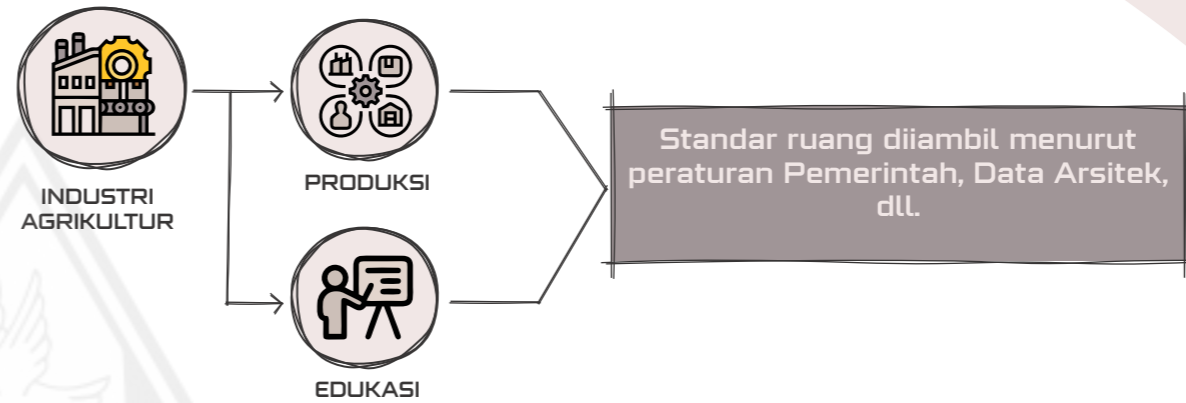 INDUSTRI
AGRIKULTUR
PRODUKSI
EDUKASI
Standar ruang diiambil menurut
peraturan Pemerintah, Data Arsitek,
dll.